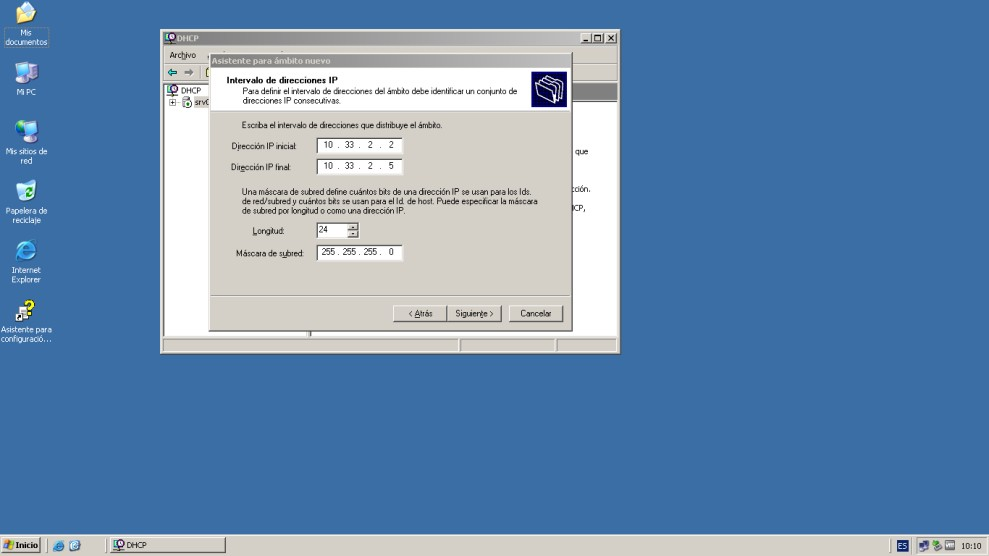 Mis
documentos
Mi PC
Mis sitios de
red
Papelera de
reciclaje
Internet
Explorer
Asistente para
configuració...
DHCP
Archivo
DHCP
Asistente para ámbito nuevo
Intervalo de direcciones IP
Para definir el intervalo de direcciones del ámbito debe identificar un conjunto de
direcciones IP consecutivas.
Escriba el intervalo de direcciones que distribuye el ámbito.
Dirección IP inicial: 10 . 33 . 2 . 2
Dirección IP final: 10 . 33 . 2 . 5
Una máscara de subred define cuántos bits de una dirección IP se usan para los Ids.
de red/subred y cuántos bits se usan para el Id. de host. Puede especificar la máscara
de subred por longitud o como una dirección IP.
Longitud: 24
Máscara de subred: 255 . 255 . 255 . 0
< Atrás Siguiente > Cancelar
que
cción.
ICP,
Inicio DHCP ES 10:10